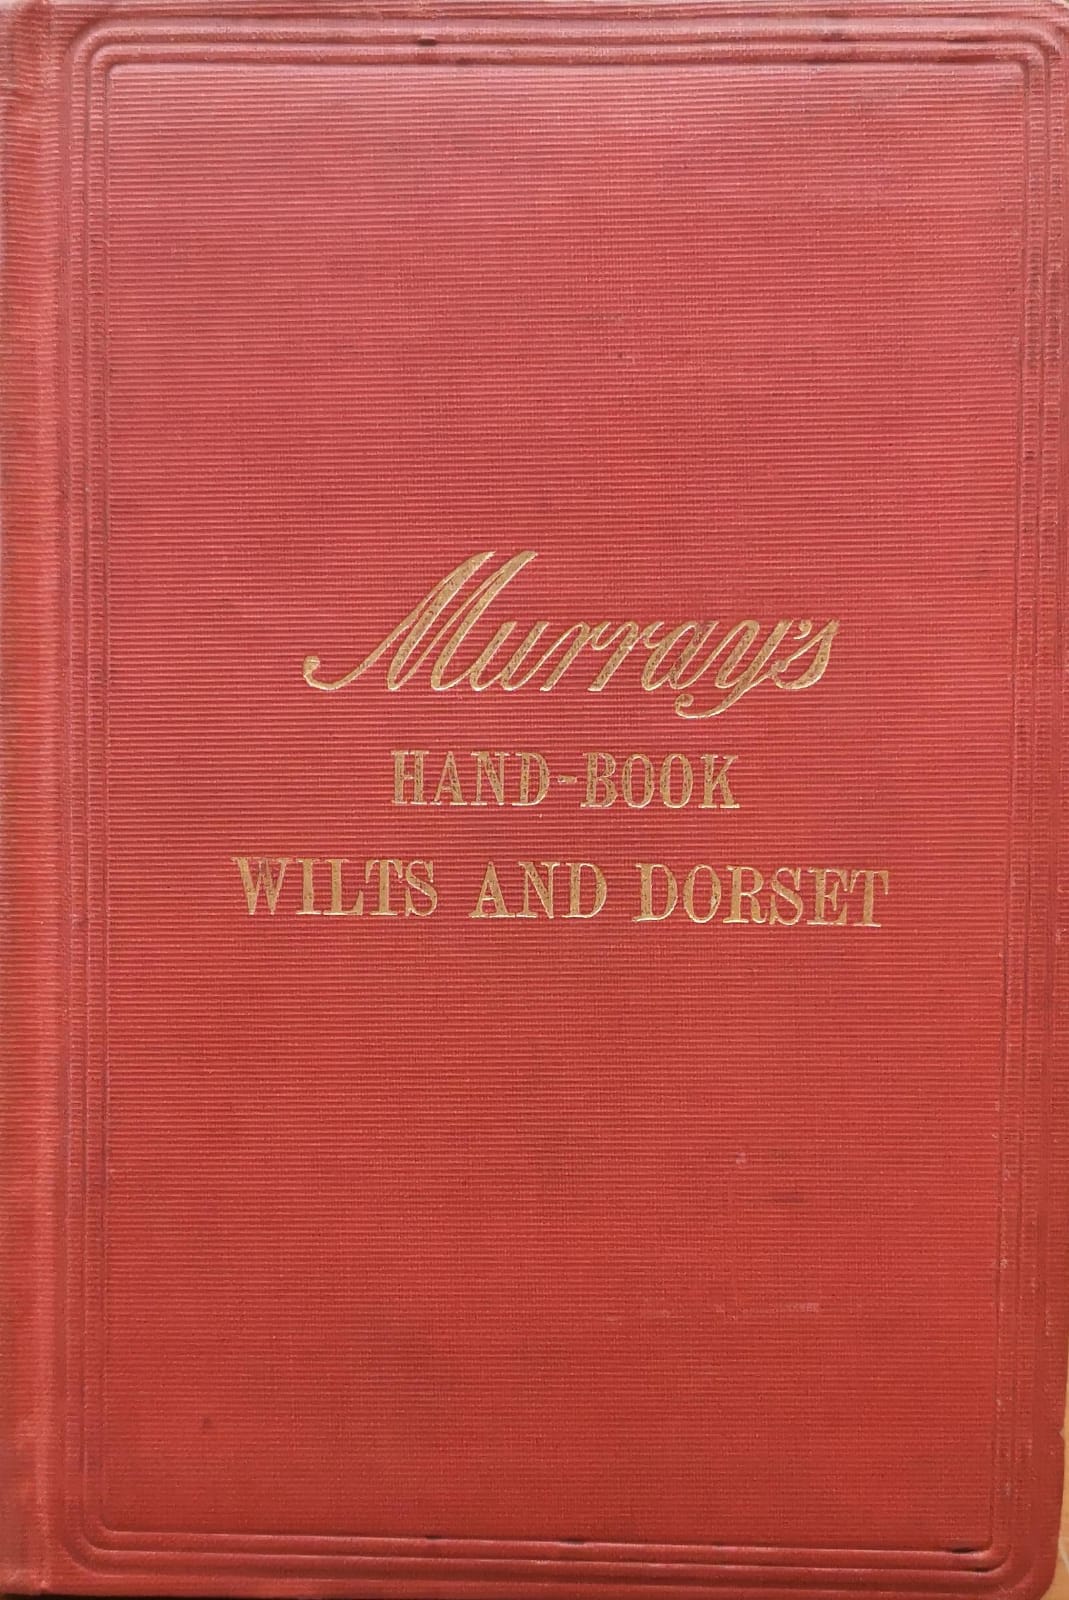 Murray's
HAND-BOOK
WILTS AND DORSET